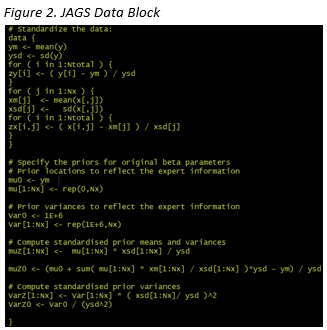 Figure 2. JAGS Data Block
# Standardize the data:
data {
ym <- mean(y)
ysd <- sd(y)
for ( i in 1:Ntotal ) {
zy[i] <- ( y[i] - ym ) / ysd
}
for ( j in 1:Nx ) {
xm[j] <- mean(x[,j])
xsd[j] <- sd(x[,j])
for ( i in 1:Ntotal ) {
zx[i,j] <- ( x[i,j] - xm[j] ) / xsd[j]
}
}
# Specify the priors for original beta parameters
# Prior locations to reflect the expert information
mu0 <- ym
mu[1:Nx] <- rep(0,Nx)
# Prior variances to reflect the expert information
Var0 <- 1E+6
Var[1:Nx] <- rep(1E+6,Nx)
# Compute standardised prior means and variances
muZ[1:Nx] <- mu[1:Nx] * xsd[1:Nx] / ysd
muZ0 <- (mu0 + sum( mu[1:Nx] * xm[1:Nx] / xsd[1:Nx] )*ysd - ym) / ysd
# Compute standardised prior variances
VarZ[1:Nx] <- Var[1:Nx] * ( xsd[1:Nx]/ ysd )^2
VarZ0 <- Var0 / (ysd^2)
}